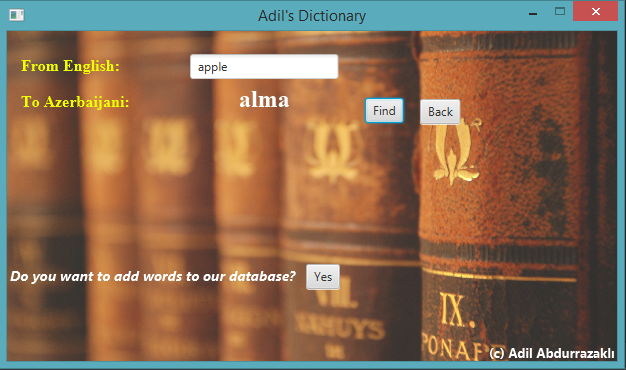 Adil's Dictionary
From English: apple
To Azerbaijani: alma
Find Back
Do you want to add words to our database? Yes
VII.
IX.
(c) Adil Abdurrazaklı